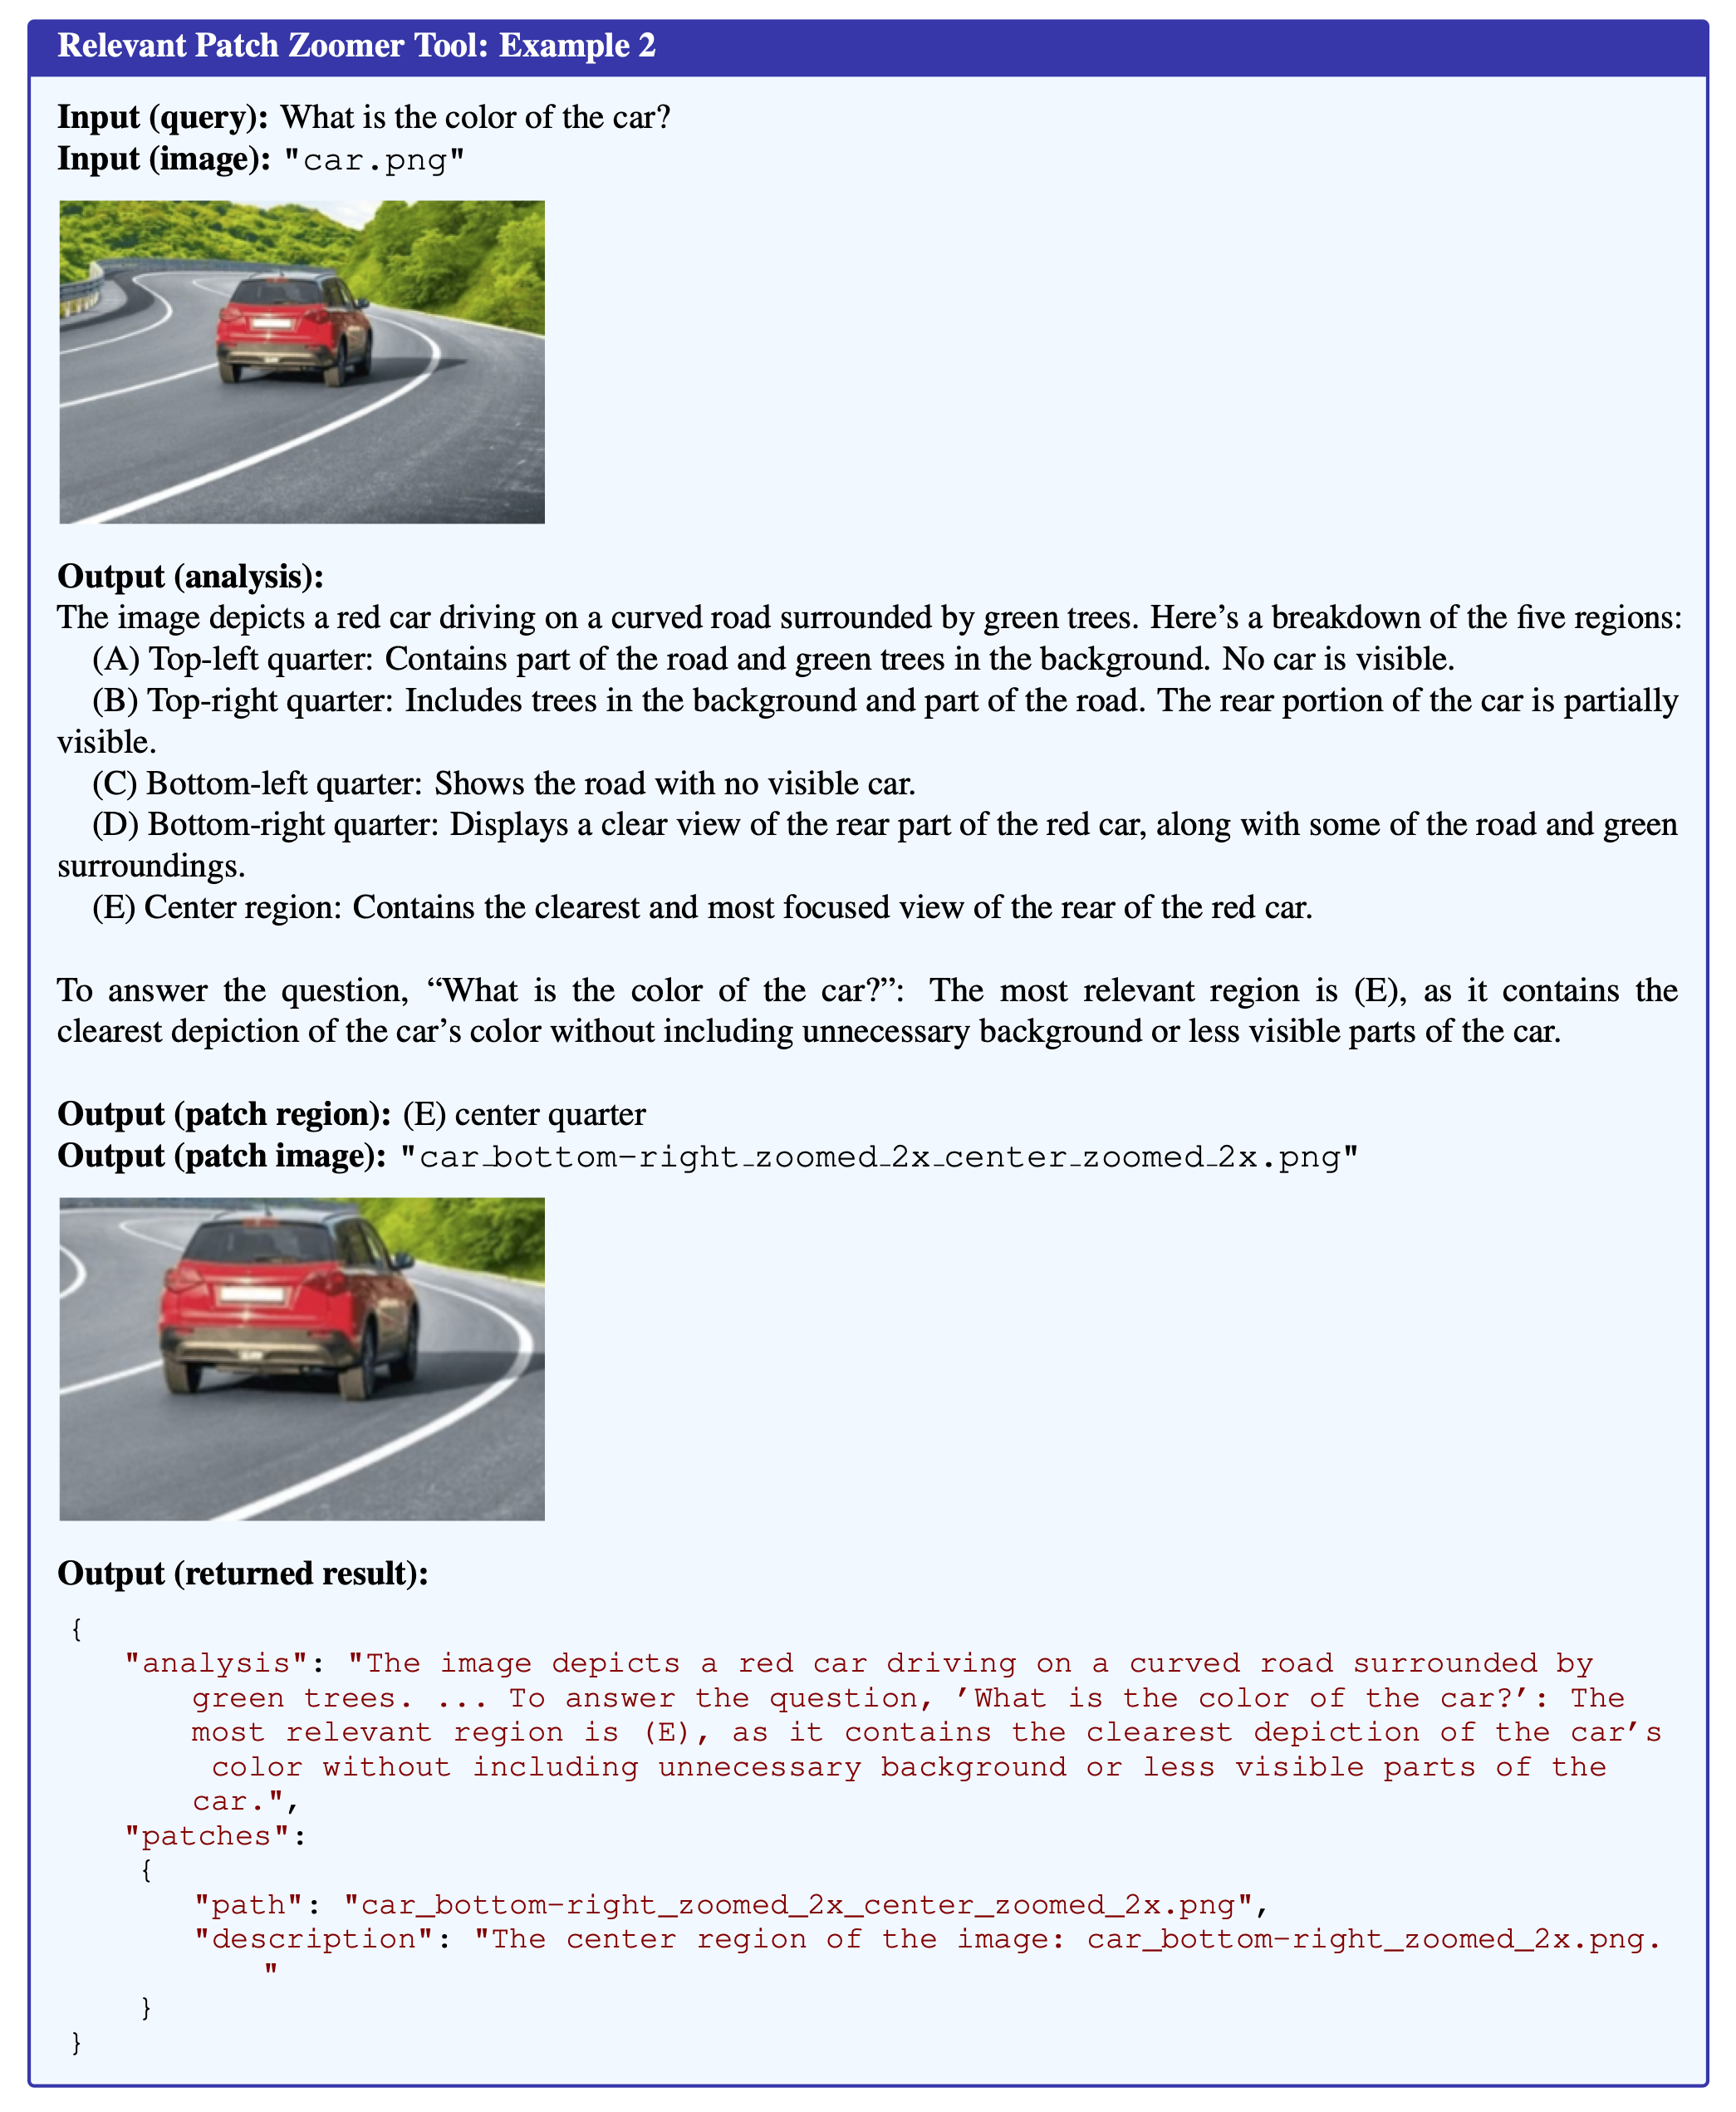 Relevant Patch Zoomer Tool: Example 2
Input (query): What is the color of the car?
Input (image): "car.png"
Output (analysis):
The image depicts a red car driving on a curved road surrounded by green trees. Here’s a breakdown of the five regions:
(A) Top-left quarter: Contains part of the road and green trees in the background. No car is visible.
(B) Top-right quarter: Includes trees in the background and part of the road. The rear portion of the car is partially
visible.
(C) Bottom-left quarter: Shows the road with no visible car.
(D) Bottom-right quarter: Displays a clear view of the rear part of the red car, along with some of the road and green
surroundings.
(E) Center region: Contains the clearest and most focused view of the rear of the red car.
To answer the question, “What is the color of the car?”: The most relevant region is (E), as it contains the
clearest depiction of the car’s color without including unnecessary background or less visible parts of the car.
Output (patch region): (E) center quarter
Output (patch image): "car_bottom-right_zoomed_2x_center_zoomed_2x.png"
Output (returned result):
{
"analysis": "The image depicts a red car driving on a curved road surrounded by
green trees. ... To answer the question, ’What is the color of the car?’: The
most relevant region is (E), as it contains the clearest depiction of the car’s
color without including unnecessary background or less visible parts of the
car.",
"patches":
{
"path": "car_bottom-right_zoomed_2x_center_zoomed_2x.png",
"description": "The center region of the image: car_bottom-right_zoomed_2x.png.
"
}
}